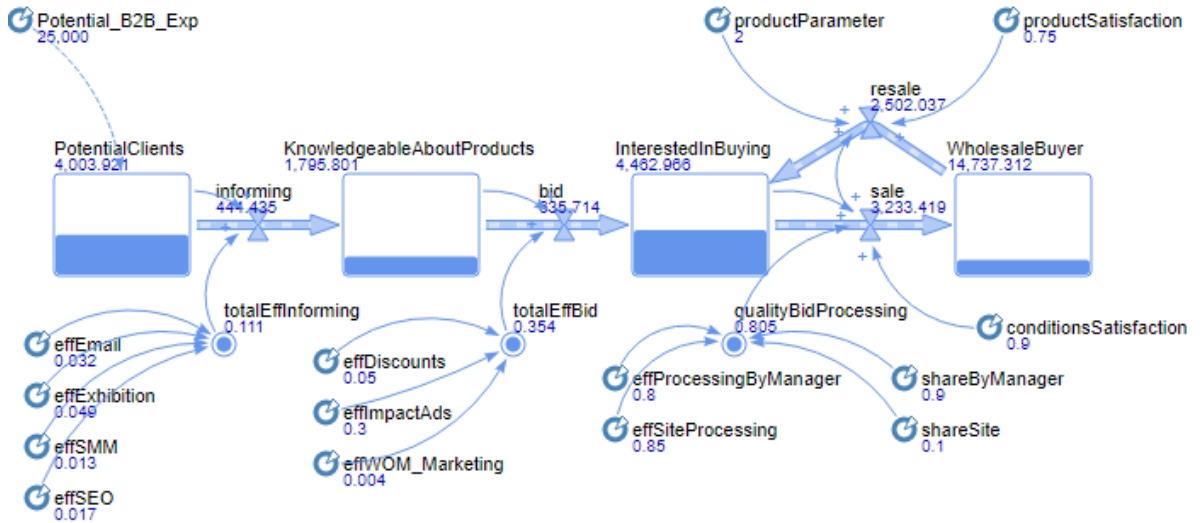 Potential_B2B_Exp
25,000
productParameter
2
productSatisfaction
0.75
resale
2,502.037
PotentialClients
4,003.921
KnowledgeableAboutProducts
1,795.801
InterestedInBuying
4,462.966
WholesaleBuyer
14,737.312
informing
444.435
bid
635.714
sale
3,233.419
totalEffInforming
0.111
totalEffBid
0.354
qualityBidProcessing
0.805
conditionsSatisfaction
0.9
effEmail
0.032
effExhibition
0.049
effSMM
0.013
effSEO
0.017
effDiscounts
0.05
effImpactAds
0.3
effWOM_Marketing
0.004
effProcessingByManager
0.8
effSiteProcessing
0.85
shareByManager
0.9
shareSite
0.1